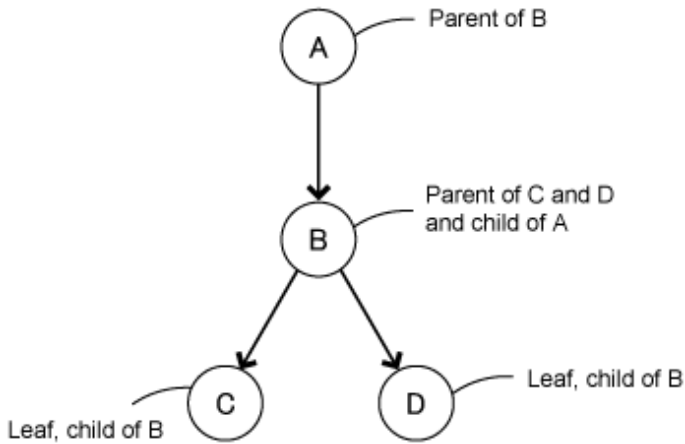 A
Parent of B
B
Parent of C and D
and child of A
C
D
Leaf, child of B
Leaf, child of B